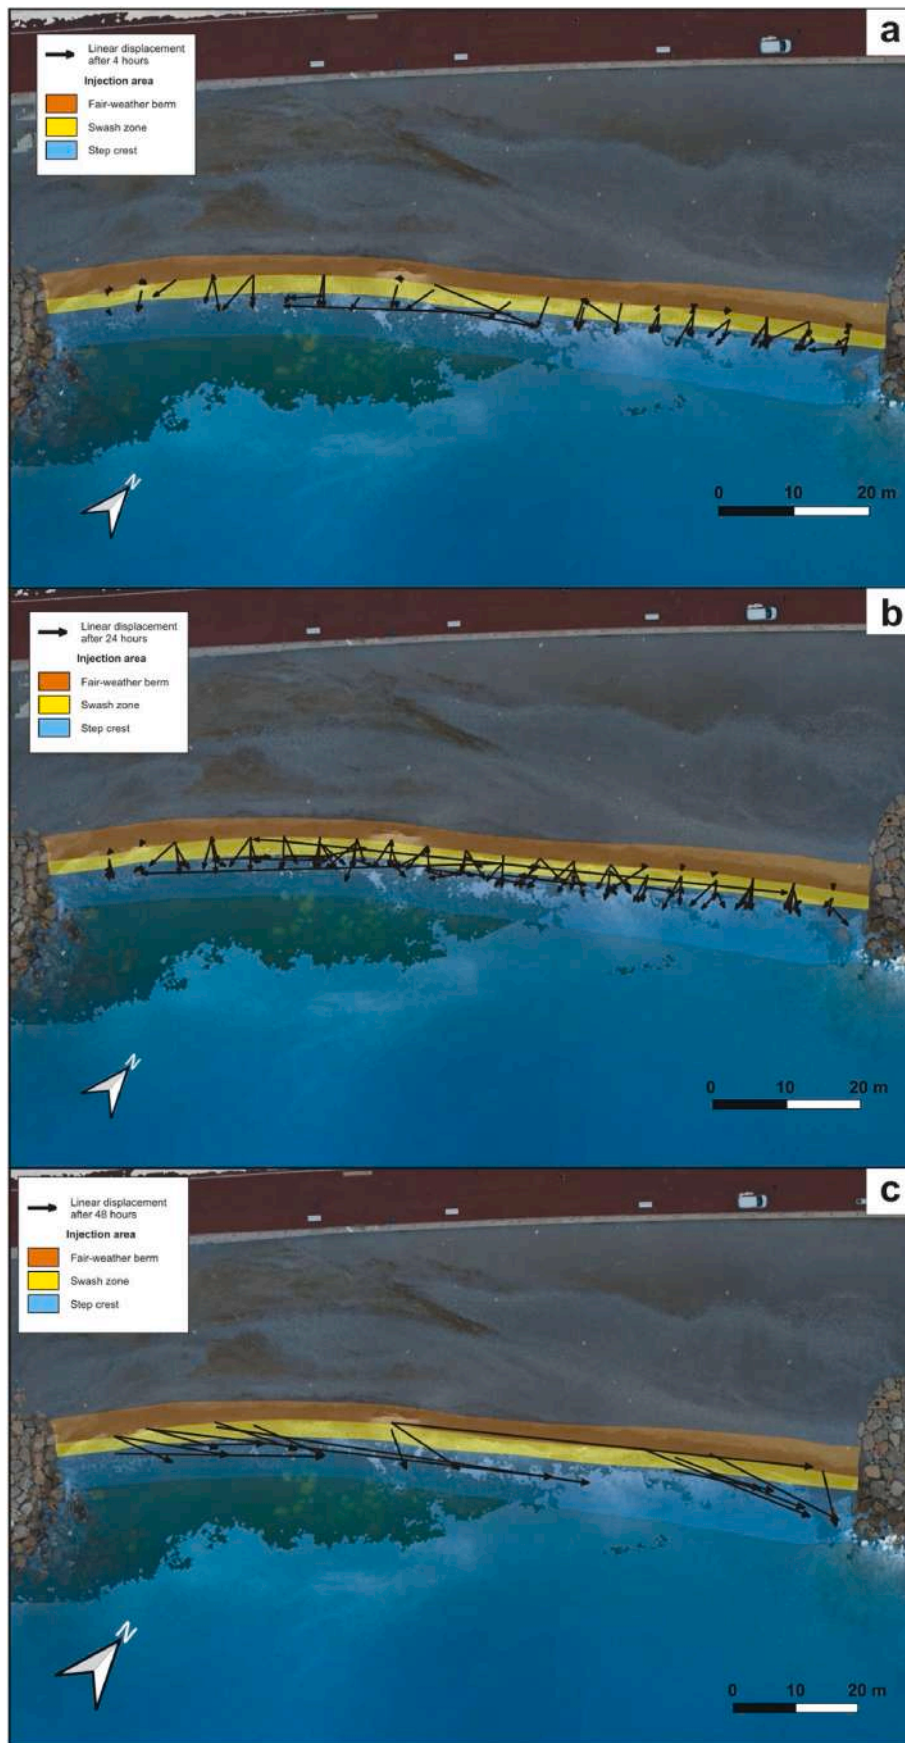 a
Linear displacement
after 4 hours
Injection area
Fair-weather berm
Swash zone
Step crest
N
0 10 20 m
b
Linear displacement
after 24 hours
Injection area
Fair-weather berm
Swash zone
Step crest
N
0 10 20 m
c
Linear displacement
after 48 hours
Injection area
Fair-weather berm
Swash zone
Step crest
N
0 10 20 m